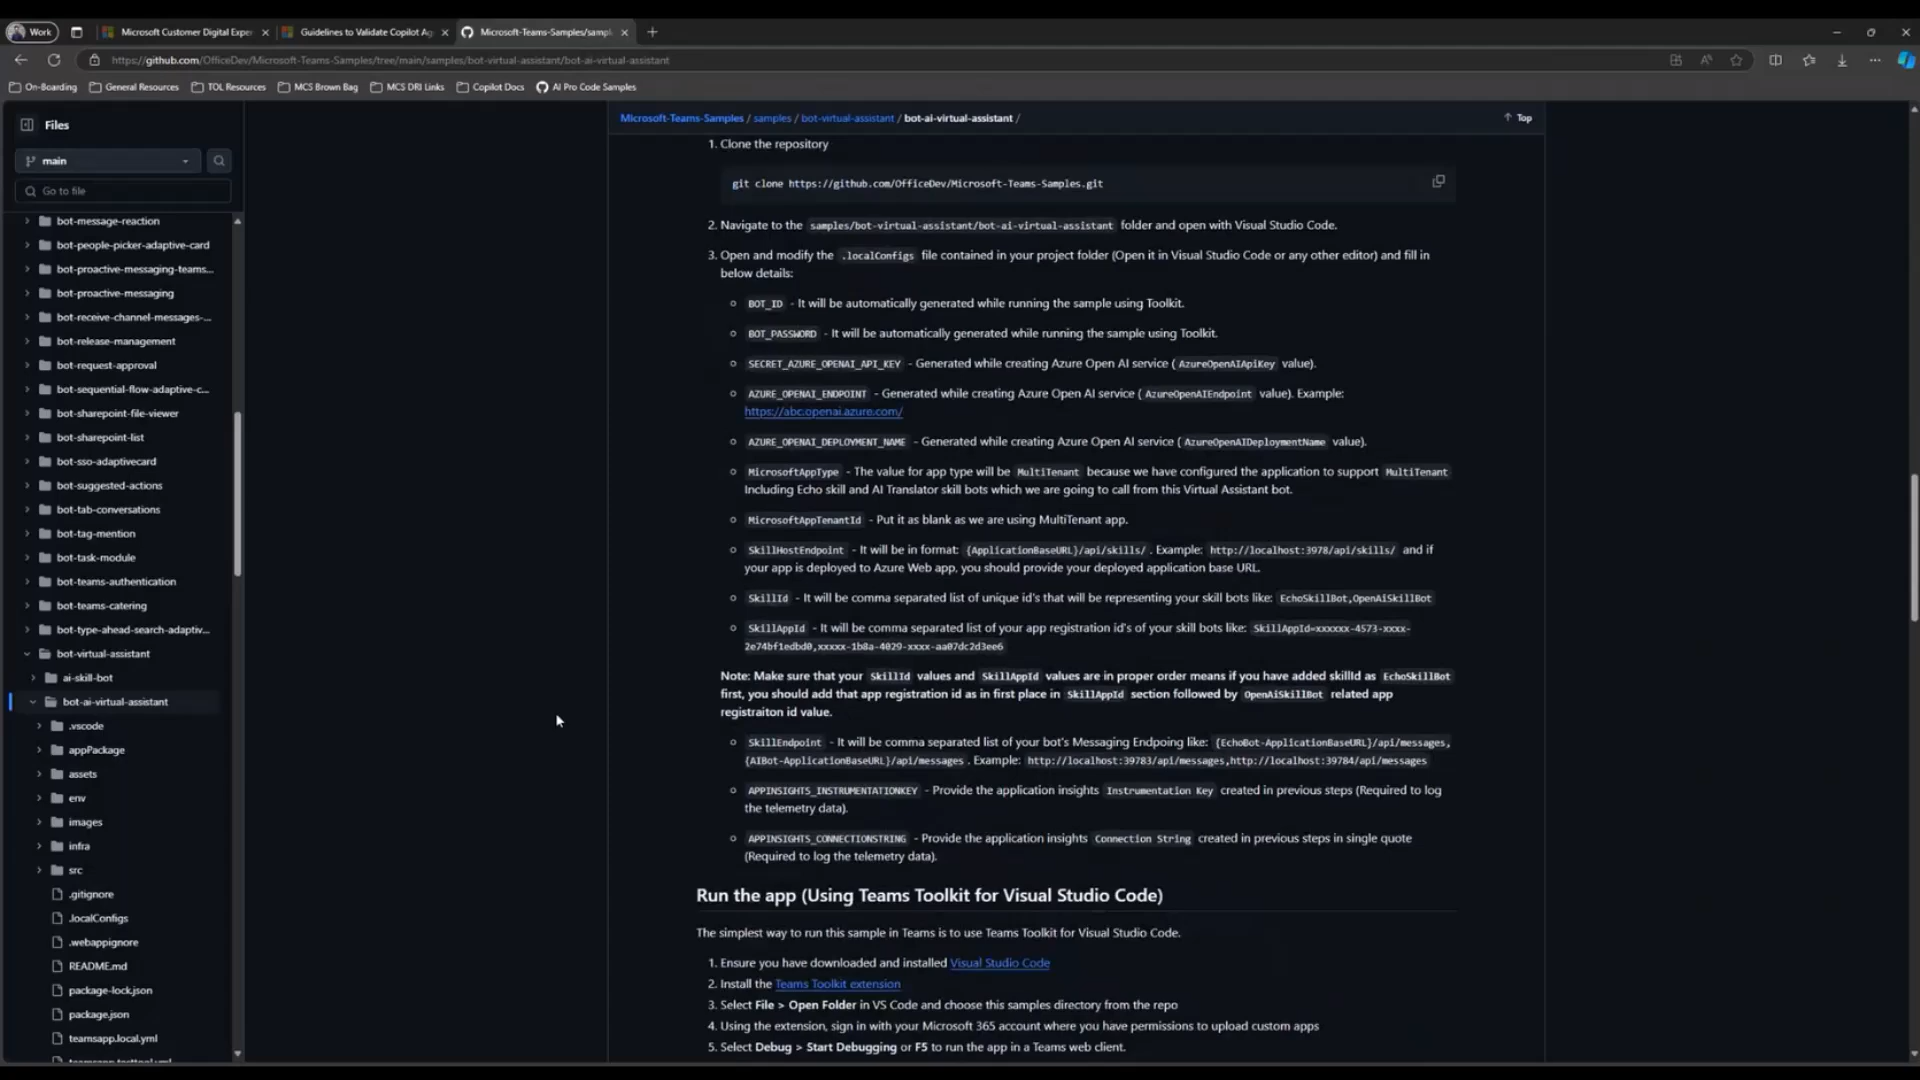 Work
Microsoft Customer Digital Exper
Guidelines to Validate Copilot Ag
Microsoft-Teams-Samples/sampl
https://github.com/OfficeDev/Microsoft-Teams-Samples/tree/main/samples/bot-virtual-assistant/bot-ai-virtual-assistant
On-Boarding
General Resources
TOL Resources
MCS Brown Bag
MCS DRI Links
Copilot Docs
AI Pro Code Samples
Files
main
Go to file
bot-message-reaction
bot-people-picker-adaptive-card
bot-proactive-messaging-teams...
bot-proactive-messaging
bot-receive-channel-messages-...
bot-release-management
bot-request-approval
bot-sequential-flow-adaptive-c...
bot-sharepoint-file-viewer
bot-sharepoint-list
bot-sso-adaptivecard
bot-suggested-actions
bot-tab-conversations
bot-tag-mention
bot-task-module
bot-teams-authentication
bot-teams-catering
bot-type-ahead-search-adaptiv...
bot-virtual-assistant
ai-skill-bot
bot-ai-virtual-assistant
.vscode
appPackage
assets
env
images
infra
src
.gitignore
.localConfigs
.webappignore
README.md
package-lock.json
package.json
teamsapp.local.yml
teamsapp.testtool.yml
Microsoft-Teams-Samples / samples / bot-virtual-assistant / bot-ai-virtual-assistant /
Top
1. Clone the repository
git clone https://github.com/OfficeDev/Microsoft-Teams-Samples.git
2. Navigate to the samples/bot-virtual-assistant/bot-ai-virtual-assistant folder and open with Visual Studio Code.
3. Open and modify the .localConfigs file contained in your project folder (Open it in Visual Studio Code or any other editor) and fill in
below details:
BOT_ID - It will be automatically generated while running the sample using Toolkit.
BOT_PASSWORD - It will be automatically generated while running the sample using Toolkit.
SECRET_AZURE_OPENAI_API_KEY - Generated while creating Azure Open AI service ( AzureOpenAIApiKey value).
AZURE_OPENAI_ENDPOINT - Generated while creating Azure Open AI service ( AzureOpenAIEndpoint value). Example:
https://abc.openai.azure.com/
AZURE_OPENAI_DEPLOYMENT_NAME - Generated while creating Azure Open AI service ( AzureOpenAIDeploymentName value).
MicrosoftAppType - The value for app type will be MultiTenant because we have configured the application to support MultiTenant
Including Echo skill and AI Translator skill bots which we are going to call from this Virtual Assistant bot.
MicrosoftAppTenantId - Put it as blank as we are using MultiTenant app.
SkillHostEndpoint - It will be in format: {ApplicationBaseURL}/api/skills/ . Example: http://localhost:3978/api/skills/ and if
your app is deployed to Azure Web app, you should provide your deployed application base URL.
SkillId - It will be comma separated list of unique id's that will be representing your skill bots like: EchoSkillBot,OpenAiSkillBot
SkillAppId - It will be comma separated list of your app registration id's of your skill bots like: SkillAppId=xxxxxx-4573-xxxx-
2e74bf1edbd0,xxxxx-1b8a-4029-xxxx-aa07dc2d3ee6
Note: Make sure that your SkillId values and SkillAppId values are in proper order means if you have added skillId as EchoSkillBot
first, you should add that app registration id as in first place in SkillAppId section followed by OpenAiSkillBot related app
registraiton id value.
SkillEndpoint - It will be comma separated list of your bot's Messaging Endpoing like: {EchoBot-ApplicationBaseURL}/api/messages,
{AIBot-ApplicationBaseURL}/api/messages . Example: http://localhost:39783/api/messages,http://localhost:39784/api/messages
APPINSIGHTS_INSTRUMENTATIONKEY - Provide the application insights Instrumentation Key created in previous steps (Required to log
the telemetry data).
APPINSIGHTS_CONNECTIONSTRING - Provide the application insights Connection String created in previous steps in single quote
(Required to log the telemetry data).
Run the app (Using Teams Toolkit for Visual Studio Code)
The simplest way to run this sample in Teams is to use Teams Toolkit for Visual Studio Code.
1. Ensure you have downloaded and installed Visual Studio Code
2. Install the Teams Toolkit extension
3. Select File > Open Folder in VS Code and choose this samples directory from the repo
4. Using the extension, sign in with your Microsoft 365 account where you have permissions to upload custom apps
5. Select Debug > Start Debugging or F5 to run the app in a Teams web client.